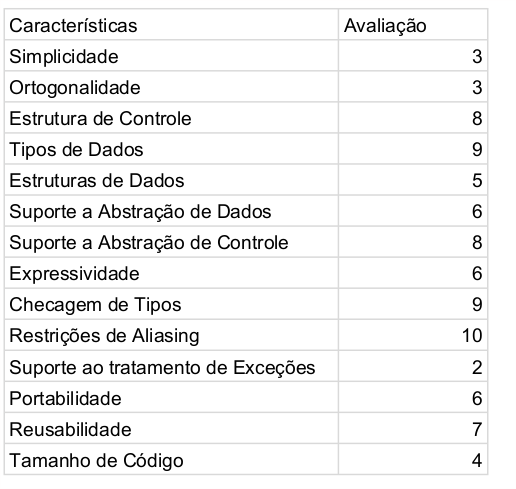 Características Avaliação
Simplicidade 3
Ortogonalidade 3
Estrutura de Controle 8
Tipos de Dados 9
Estruturas de Dados 5
Suporte a Abstração de Dados 6
Suporte a Abstração de Controle 8
Expressividade 6
Checagem de Tipos 9
Restrições de Aliasing 10
Suporte ao tratamento de Exceções 2
Portabilidade 6
Reusabilidade 7
Tamanho de Código 4